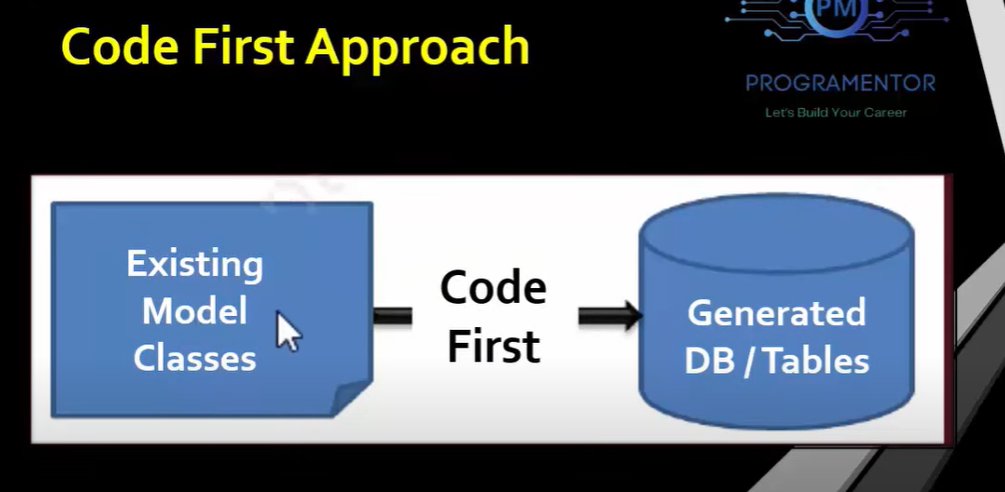 Code First Approach
PM
PROGRAMENTOR
Let's Build Your Career
Existing
Model
Classes
Code
First
Generated
DB / Tables